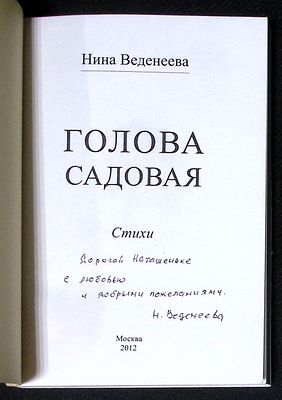 Нина Веденеева
ГОЛОВА
САДОВАЯ
Стихи
Дорогой Наташеньке
с любовью
и добрыми пожеланиями.
Н. Веденеева
Москва
2012